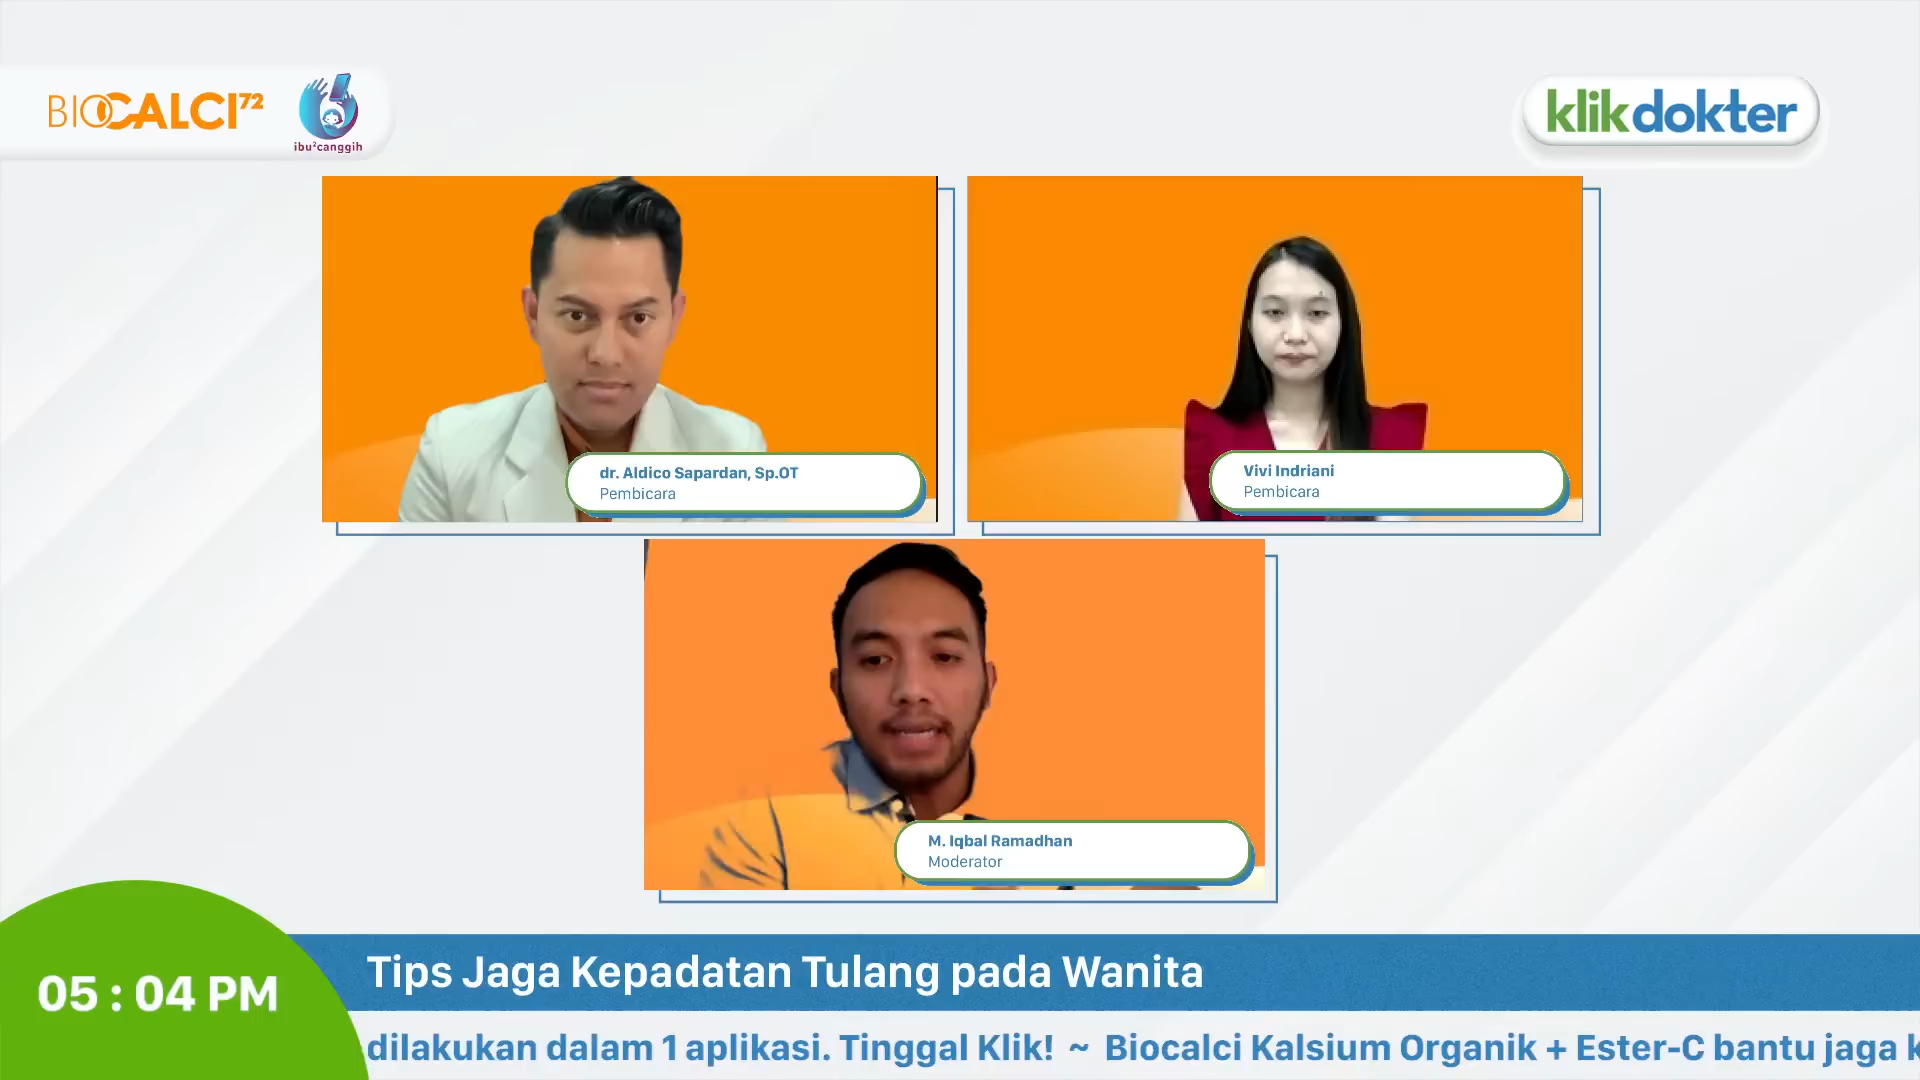 BIOCALCI72
ibu²canggih
klikdokter
dr. Aldico Sapardan, Sp.OT
Pembicara
Vivi Indriani
Pembicara
M. Iqbal Ramadhan
Moderator
05 : 04 PM
Tips Jaga Kepadatan Tulang pada Wanita
dilakukan dalam 1 aplikasi. Tinggal Klik! ~ Biocalci Kalsium Organik + Ester-C bantu jaga k